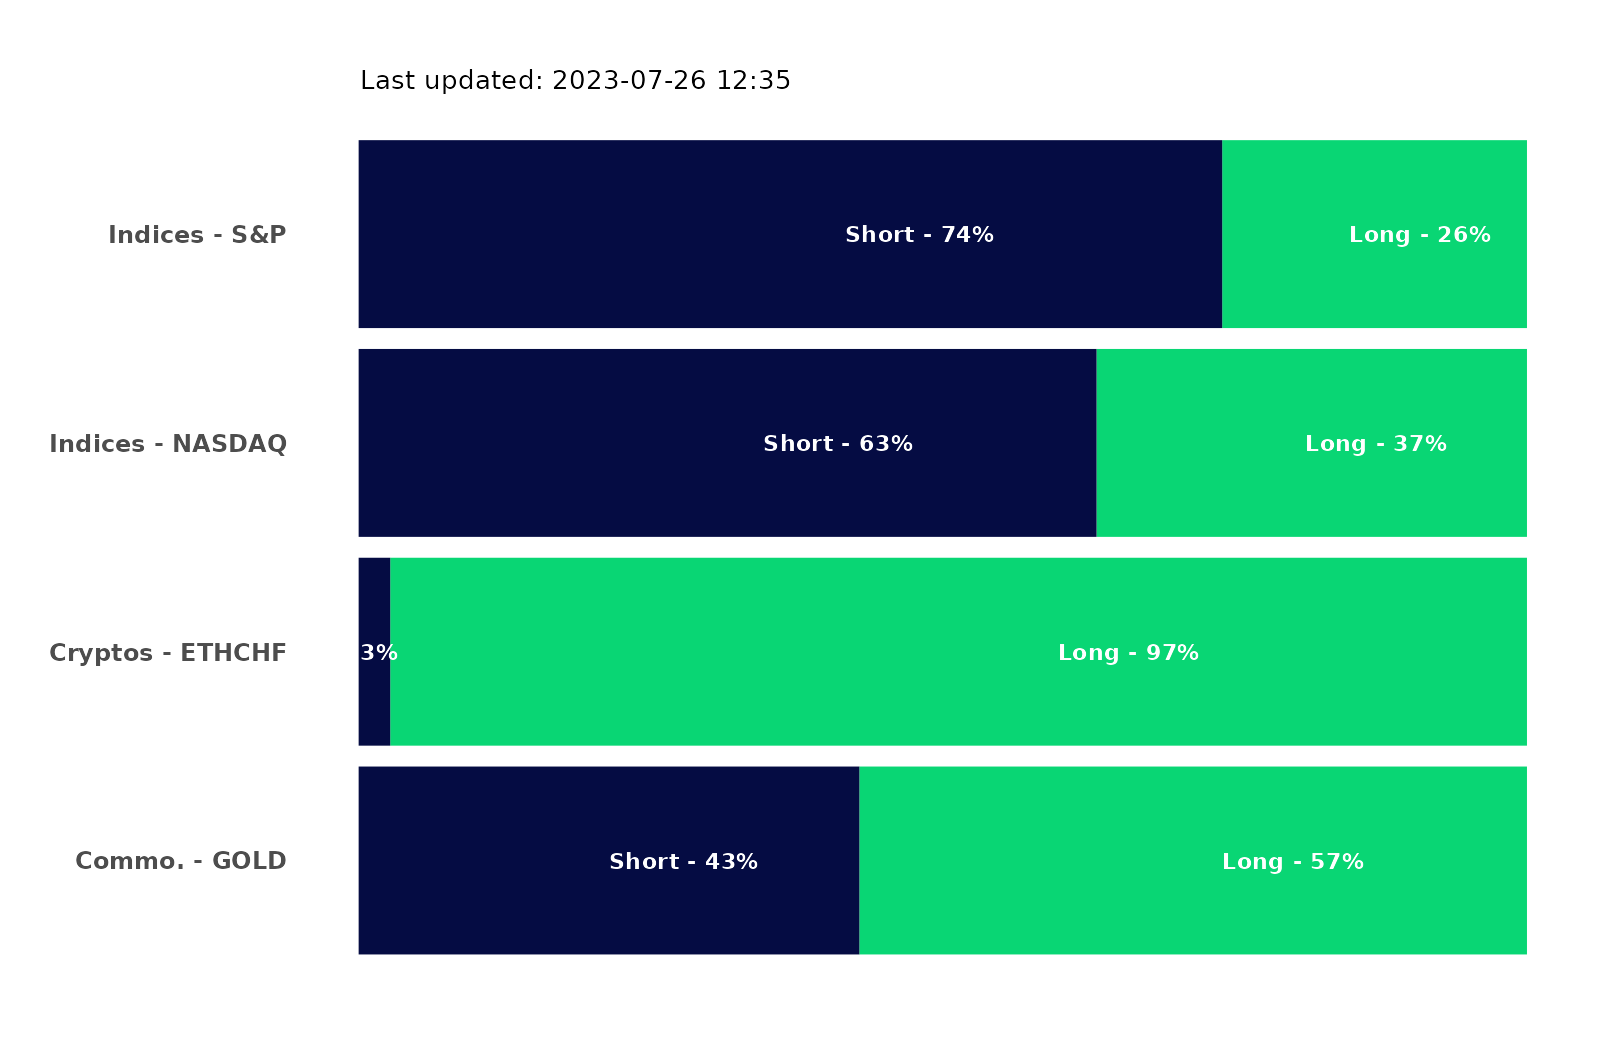 Last updated: 2023-07-26 12:35
Indices - S&P
Short - 74%
Long - 26%
Indices - NASDAQ
Short - 63%
Long - 37%
Cryptos - ETHCHF
3%
Long - 97%
Commo. - GOLD
Short - 43%
Long - 57%